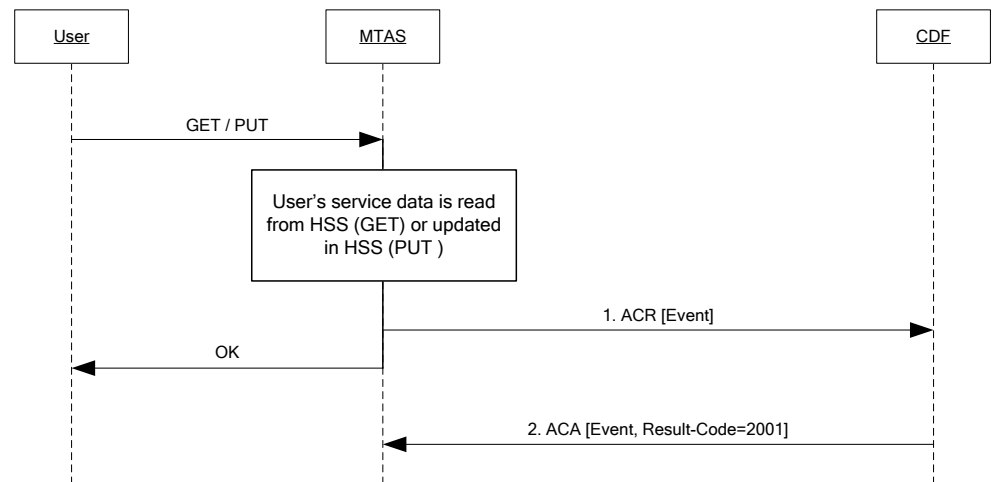 User
MTAS
CDF
GET / PUT
User's service data is read
from HSS (GET) or updated
in HSS (PUT )
1. ACR [Event]
OK
2. ACA [Event, Result-Code=2001]